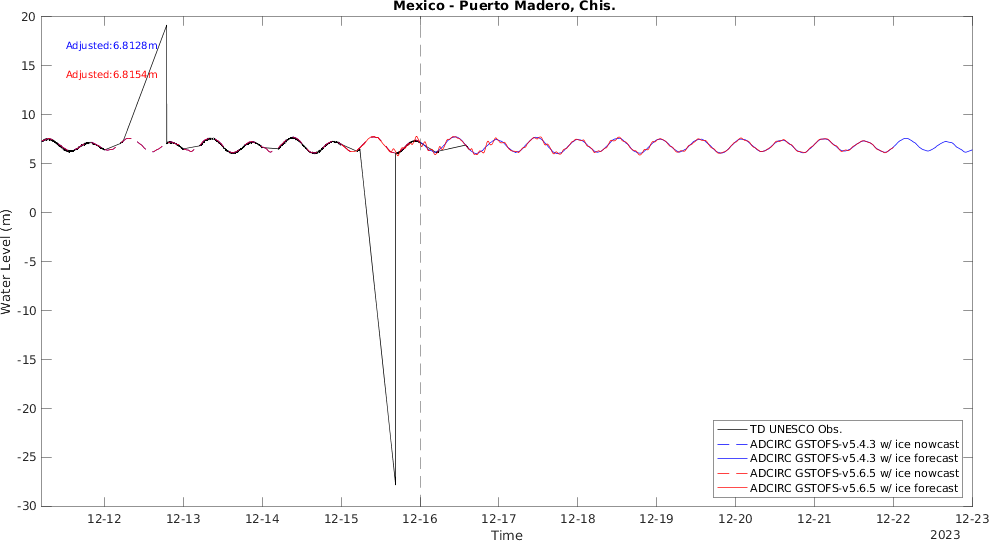 Mexico - Puerto Madero, Chis.
Adjusted:6.8128m
Adjusted:6.8154m
Water Level (m)
20
15
10
5
0
-5
-10
-15
-20
-25
-30
TD UNESCO Obs.
ADCIRC GSTOFS-v5.4.3 w/ ice nowcast
ADCIRC GSTOFS-v5.4.3 w/ ice forecast
ADCIRC GSTOFS-v5.6.5 w/ ice nowcast
ADCIRC GSTOFS-v5.6.5 w/ ice forecast
12-12 12-13 12-14 12-15 12-16 12-17 12-18 12-19 12-20 12-21 12-22 12-23
Time
2023